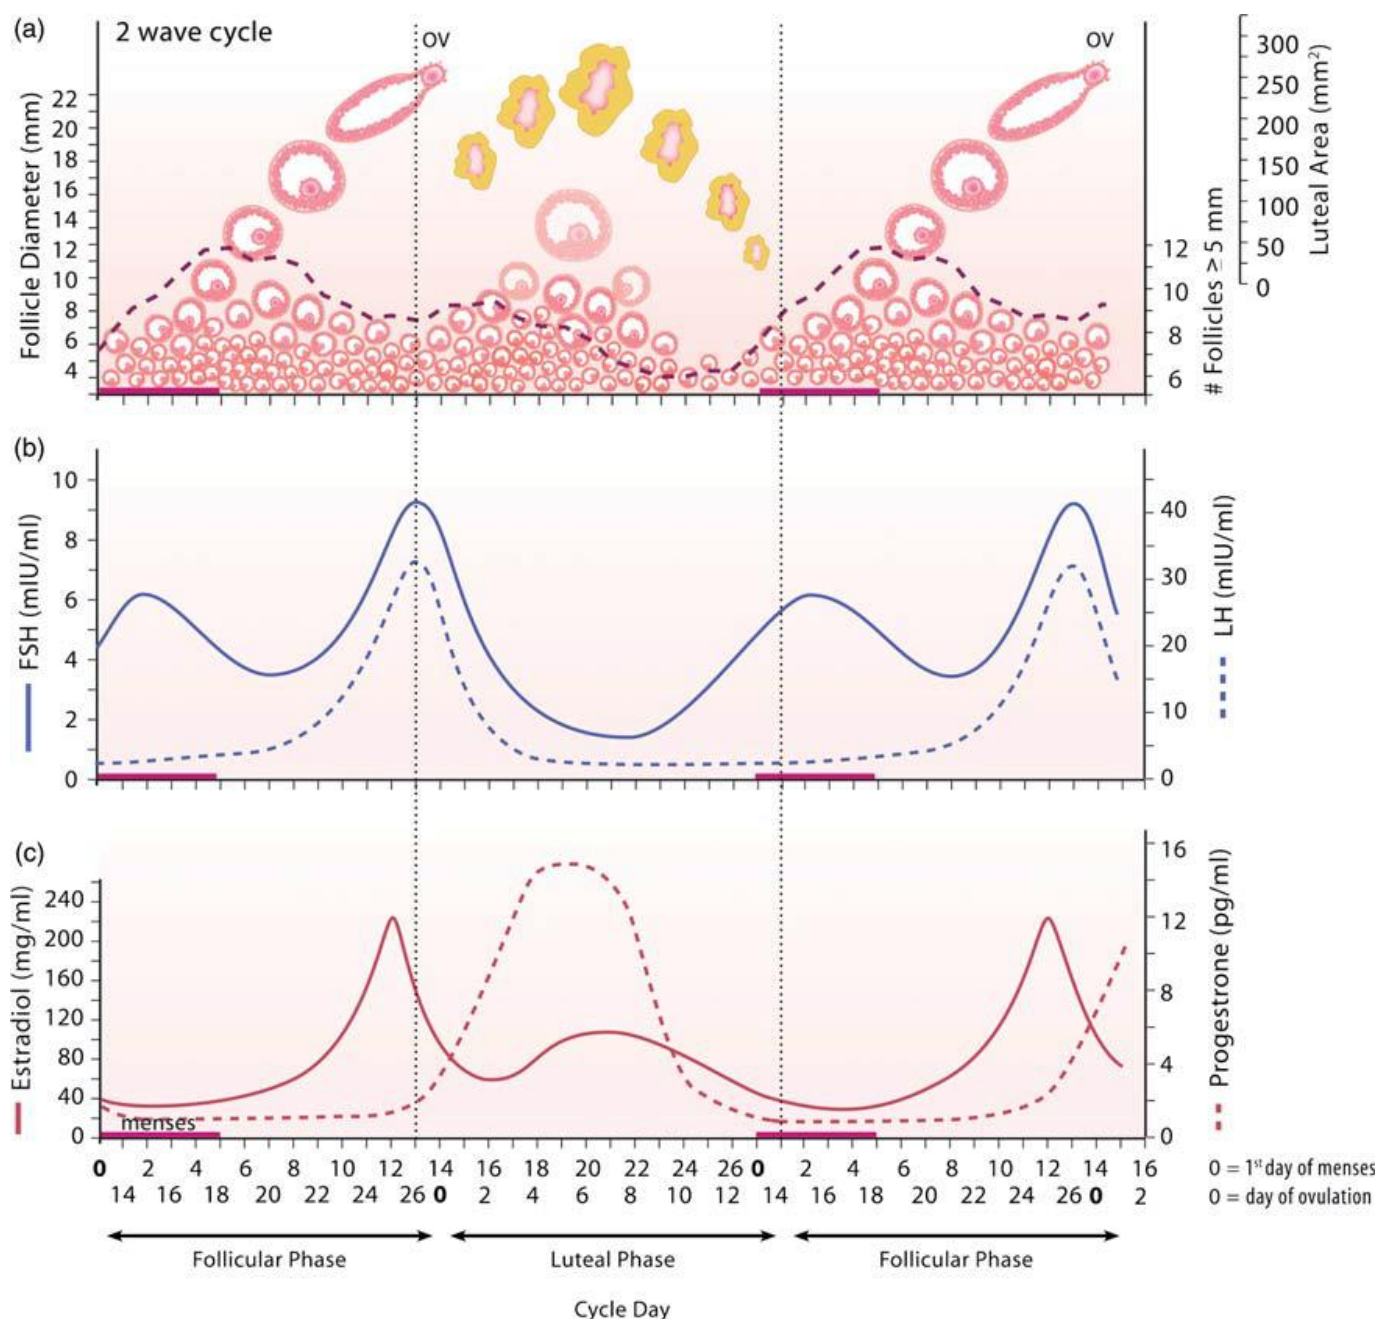 (a)
2 wave cycle
OV
OV
Follicle Diameter (mm)
22
20
18
16
14
12
10
8
6
4
12
10
8
6
# Follicles ≥ 5 mm
300
250
200
150
100
50
0
Luteal Area (mm²)
(b)
FSH (mIU/ml)
10
8
6
4
2
0
40
30
20
10
0
LH (mIU/ml)
(c)
Estradiol (mg/ml)
240
200
160
120
80
40
0
menses
16
12
8
4
0
Progestrone (pg/ml)
0 2 4 6 8 10 12 14 16 18 20 22 24 26 0 2 4 6 8 10 12 14 16
14 16 18 20 22 24 26 0 2 4 6 8 10 12 14 16 18 20 22 24 26 0 2
0 = 1st day of menses
0 = day of ovulation
Follicular Phase
Luteal Phase
Follicular Phase
Cycle Day